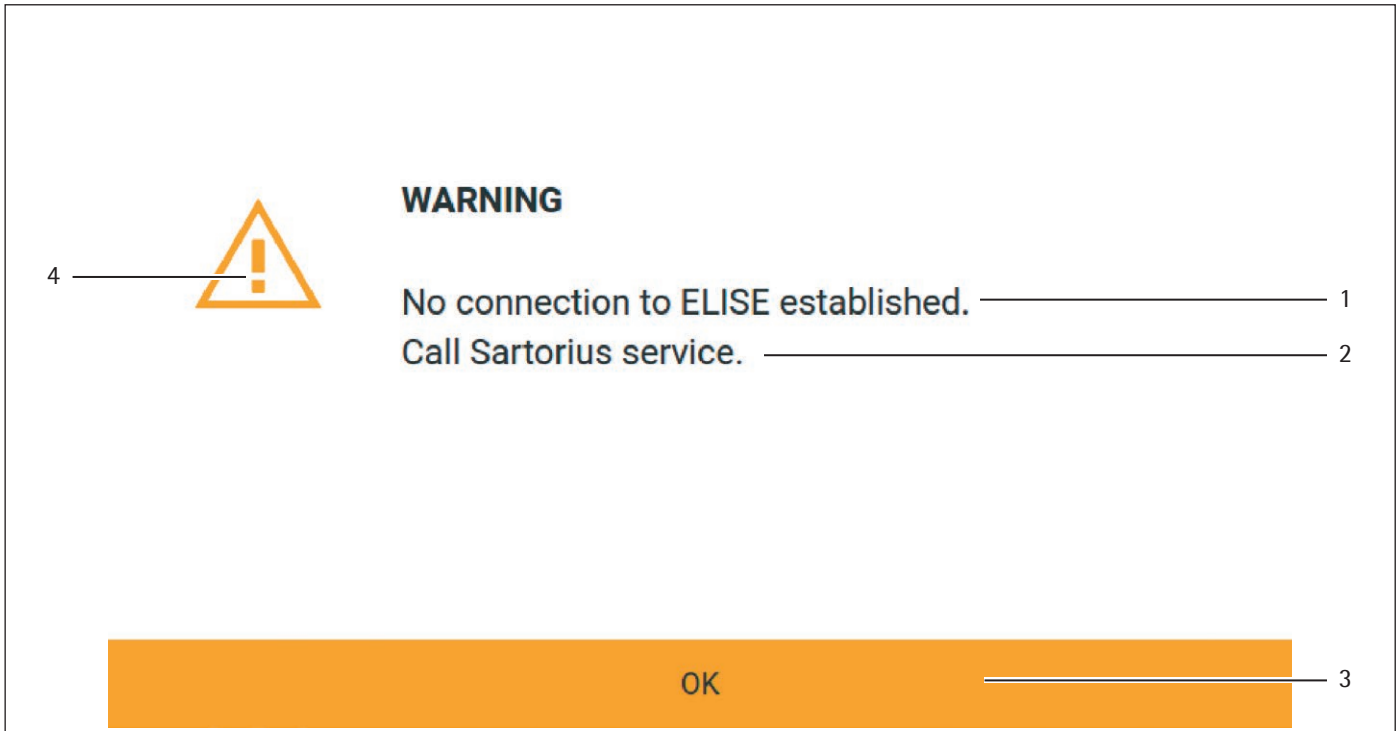 WARNING
4
No connection to ELISE established.
1
Call Sartorius service.
2
OK
3